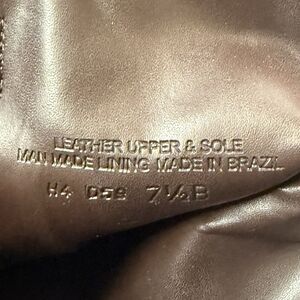 LEATHER UPPER & SOLE
MAN MADE LINING MADE IN BRAZIL
H4 D59 7½B